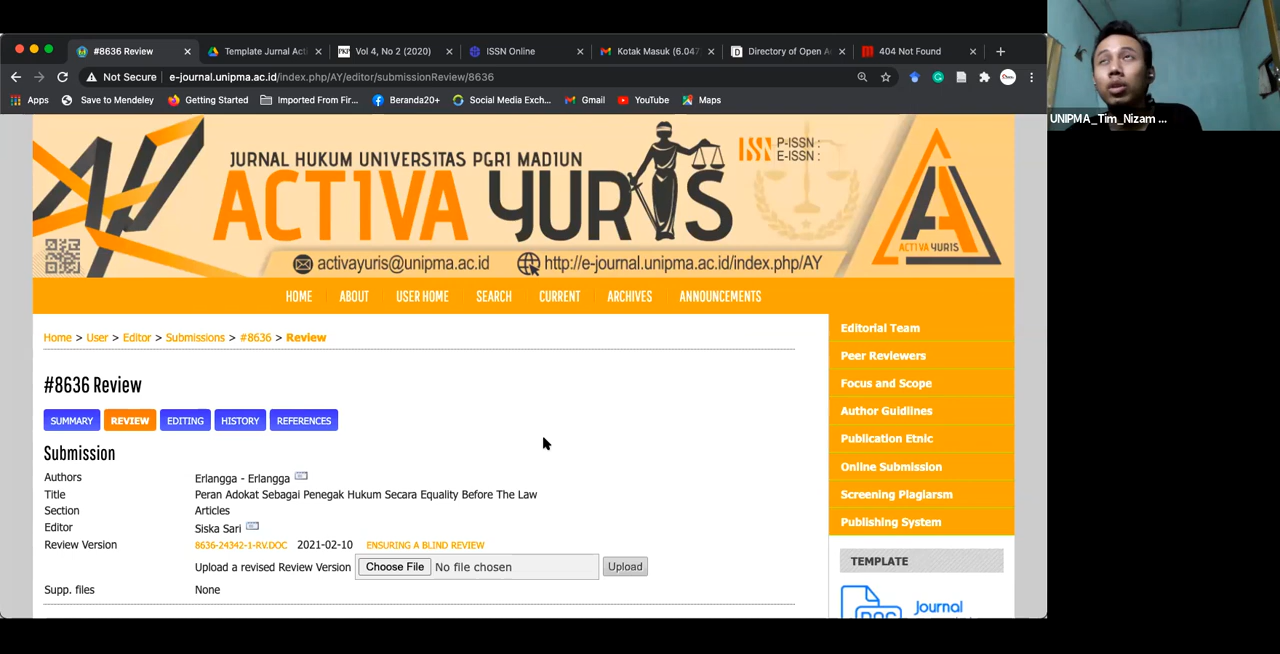 #8636 Review
Template Jurnal Acti
Vol 4, No 2 (2020)
ISSN Online
Kotak Masuk (6.047
Directory of Open A
404 Not Found
Not Secure
e-journal.unipma.ac.id/index.php/AY/editor/submissionReview/8636
Apps
Save to Mendeley
Getting Started
Imported From Fir...
Beranda20+
Social Media Exch...
Gmail
YouTube
Maps
UNIPMA_Tim_Nizam ...
JURNAL HUKUM UNIVERSITAS PGRI MADIUN
ACTIVA YURIS
P-ISSN :
E-ISSN :
ACTIVA YURIS
activayuris@unipma.ac.id
http://e-journal.unipma.ac.id/index.php/AY
HOME ABOUT USER HOME SEARCH CURRENT ARCHIVES ANNOUNCEMENTS
Home > User > Editor > Submissions > #8636 > Review
#8636 Review
SUMMARY REVIEW EDITING HISTORY REFERENCES
Submission
Authors Erlangga - Erlangga
Title Peran Adokat Sebagai Penegak Hukum Secara Equality Before The Law
Section Articles
Editor Siska Sari
Review Version 8636-24342-1-RV.DOC 2021-02-10 ENSURING A BLIND REVIEW
Upload a revised Review Version Choose File No file chosen Upload
Supp. files None
Editorial Team
Peer Reviewers
Focus and Scope
Author Guidlines
Publication Etnic
Online Submission
Screening Plagiarsm
Publishing System
TEMPLATE
Journal
DOC